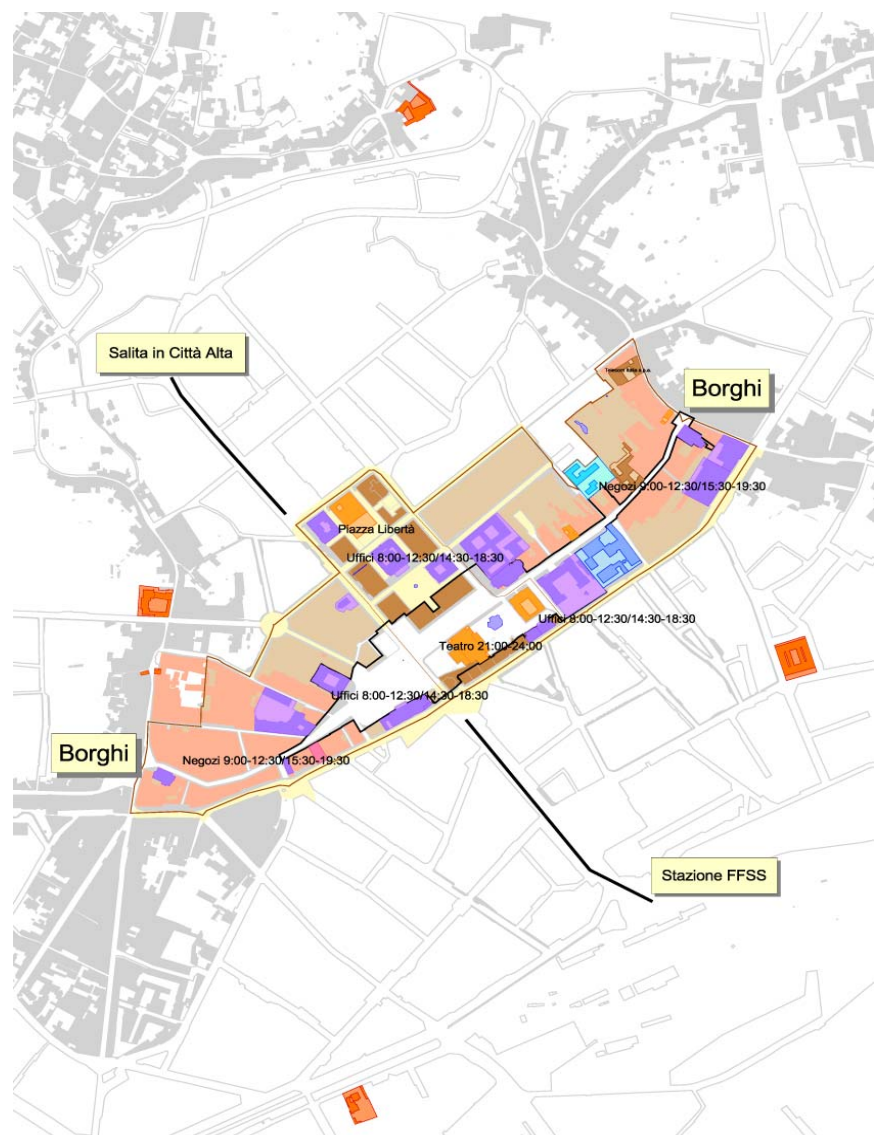 Salita in Città Alta
Telecom Italia s.p.a.
Borghi
Negozi 9:00-12:30/15:30-19:30
Piazza Libertà
Uffici 8:00-12:30/14:30-18:30
Uffici 8:00-12:30/14:30-18:30
Teatro 21:00-24:00
Uffici 8:00-12:30/14:30-18:30
Borghi
Negozi 9:00-12:30/15:30-19:30
Stazione FFSS